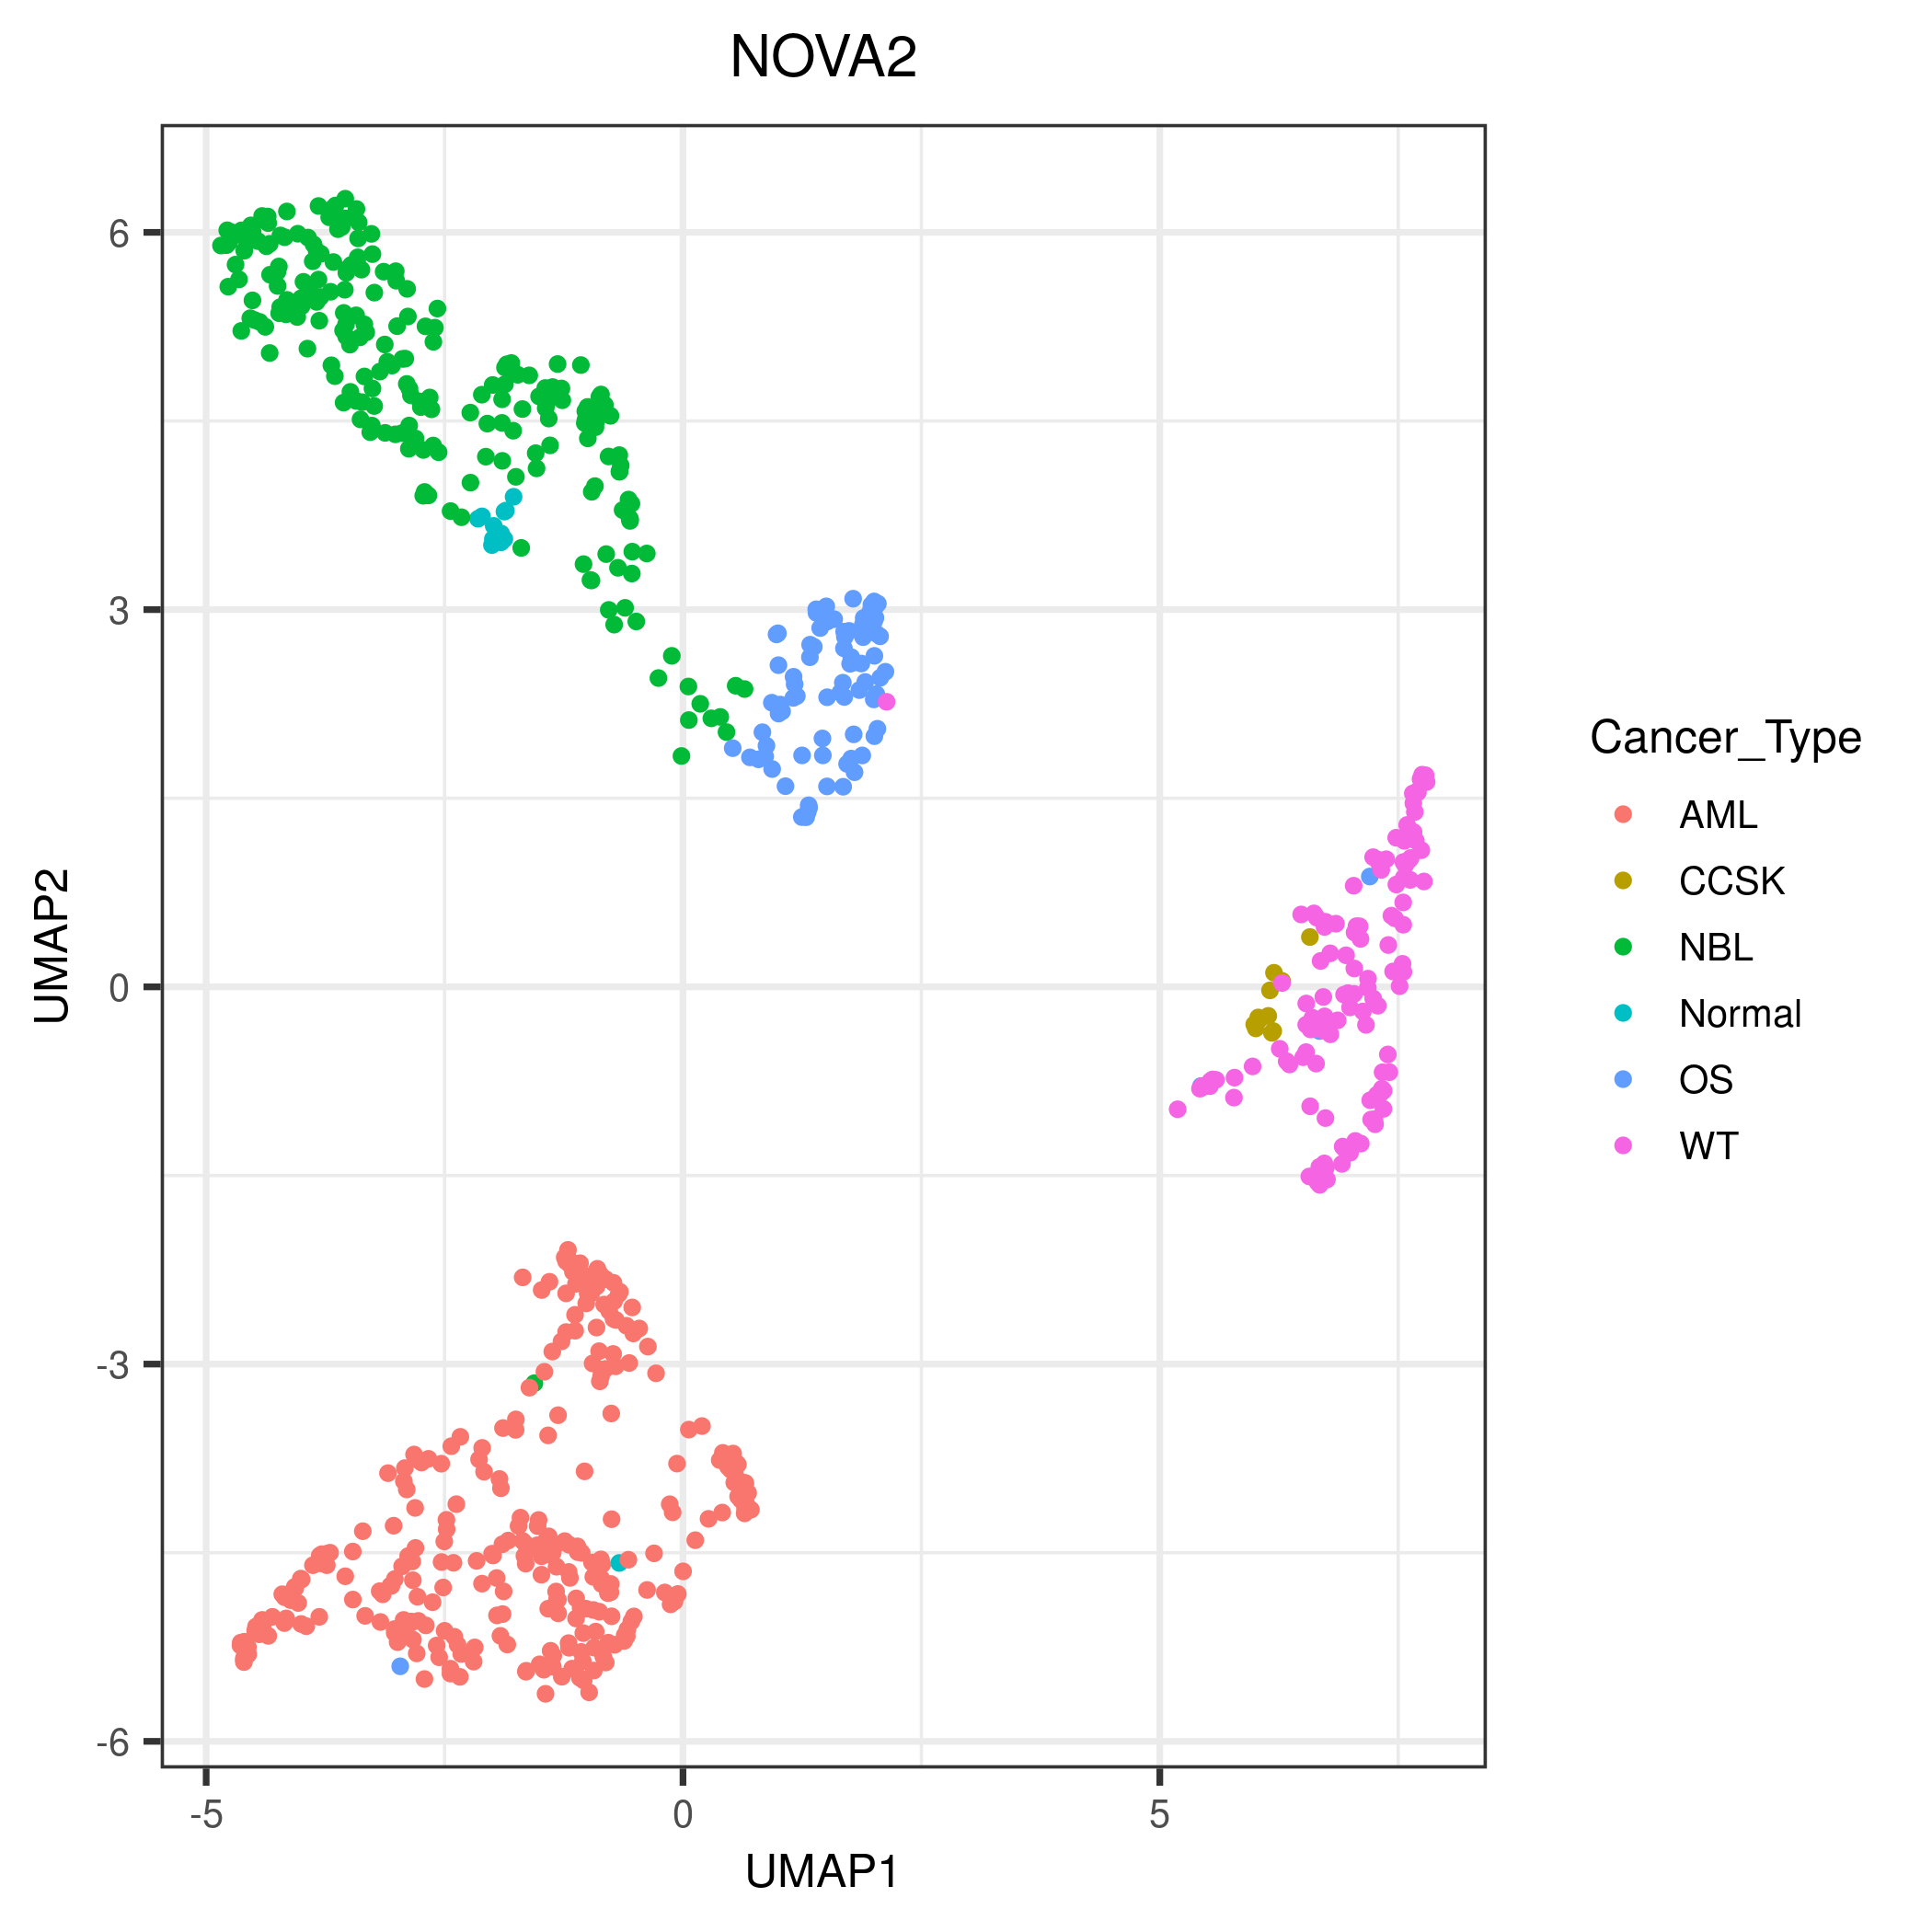 NOVA2
6
3
0
-3
-6
UMAP2
-5
0
5
UMAP1
Cancer_Type
AML
CCSK
NBL
Normal
OS
WT